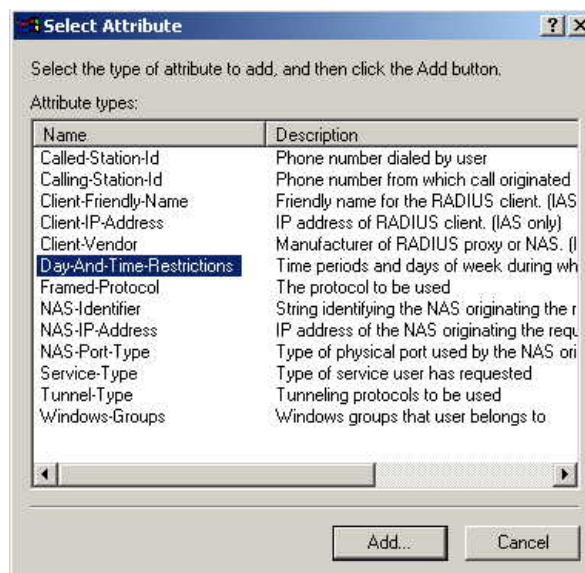 Select Attribute
Select the type of attribute to add, and then click the Add button.
Attribute types:
Name Description
Called-Station-Id Phone number dialed by user
Calling-Station-Id Phone number from which call originated
Client-Friendly-Name Friendly name for the RADIUS client. (IAS
Client-IP-Address IP address of RADIUS client. (IAS only)
Client-Vendor Manufacturer of RADIUS proxy or NAS. (I
Day-And-Time-Restrictions Time periods and days of week during wh
Framed-Protocol The protocol to be used
NAS-Identifier String identifying the NAS originating the r
NAS-IP-Address IP address of the NAS originating the requ
NAS-Port-Type Type of physical port used by the NAS ori
Service-Type Type of service user has requested
Tunnel-Type Tunneling protocols to be used
Windows-Groups Windows groups that user belongs to
Add... Cancel